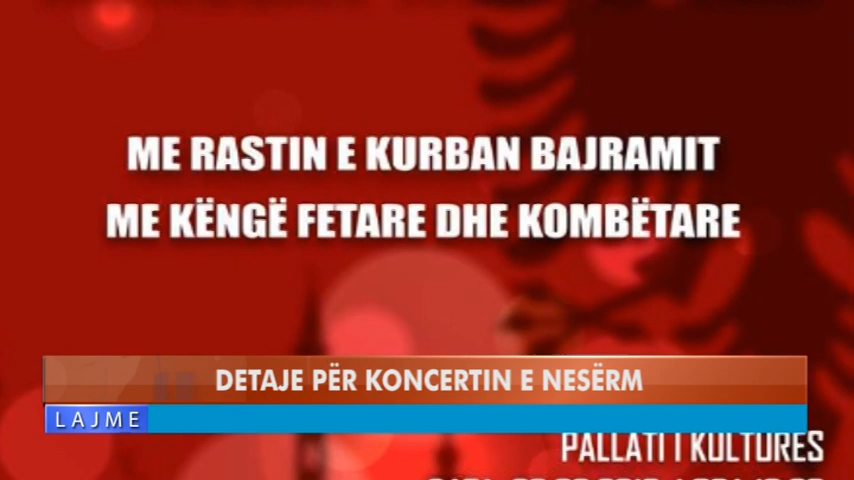 ME RASTIN E KURBAN BAJRAMIT
ME KËNGË FETARE DHE KOMBËTARE
DETAJE PËR KONCERTIN E NESËRM
LAJME
PALLATI I KULTURES